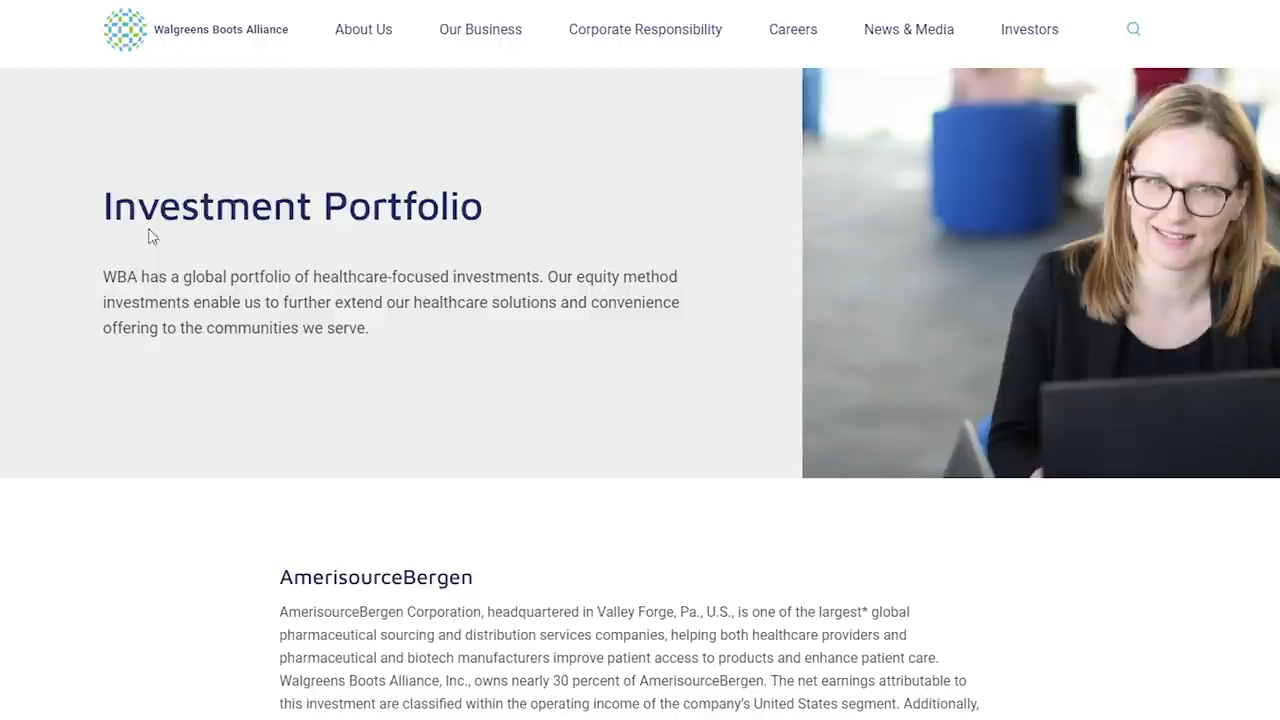 Walgreens Boots Alliance
About Us
Our Business
Corporate Responsibility
Careers
News & Media
Investors
Investment Portfolio
WBA has a global portfolio of healthcare-focused investments. Our equity method
investments enable us to further extend our healthcare solutions and convenience
offering to the communities we serve.
AmerisourceBergen
AmerisourceBergen Corporation, headquartered in Valley Forge, Pa., U.S., is one of the largest* global
pharmaceutical sourcing and distribution services companies, helping both healthcare providers and
pharmaceutical and biotech manufacturers improve patient access to products and enhance patient care.
Walgreens Boots Alliance, Inc., owns nearly 30 percent of AmerisourceBergen. The net earnings attributable to
this investment are classified within the operating income of the company's United States segment. Additionally,